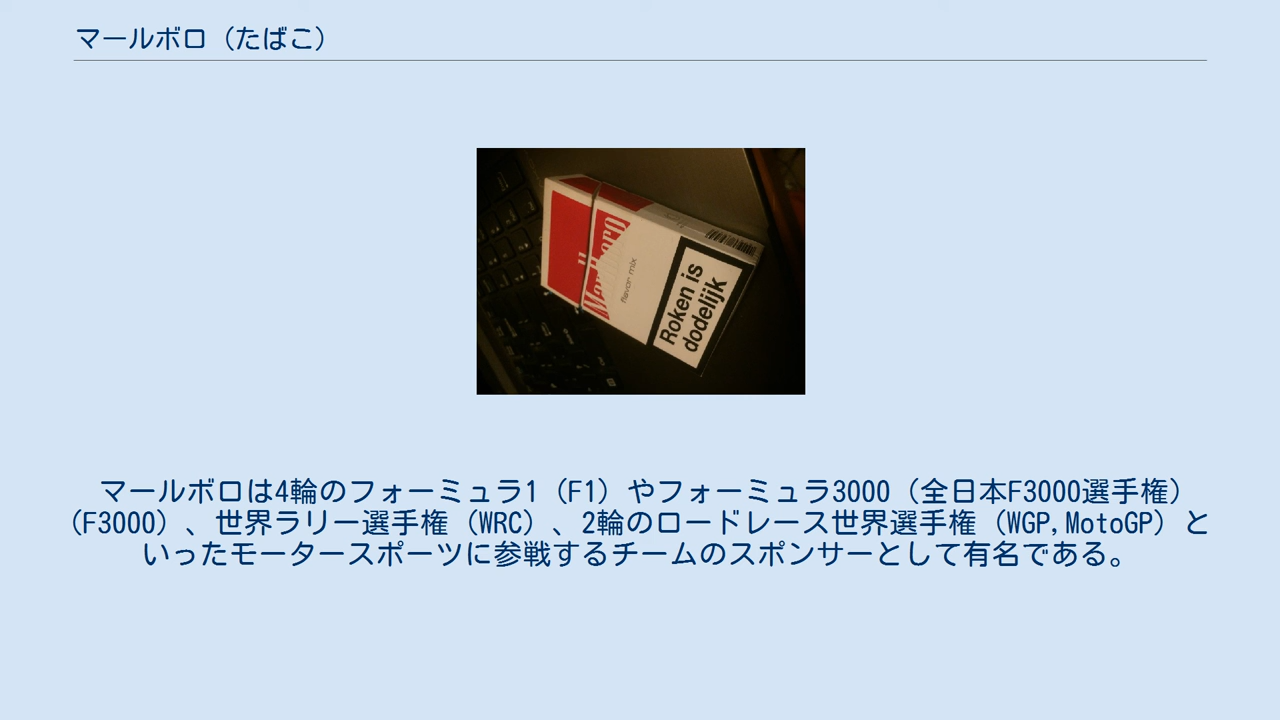 マールボロ（たばこ）
Marlboro
flavor mix
Roken is
dodelijk
マールボロは4輪のフォーミュラ1（F1）やフォーミュラ3000（全日本F3000選手権）
（F3000）、世界ラリー選手権（WRC）、2輪のロードレース世界選手権（WGP,MotoGP）と
いったモータースポーツに参戦するチームのスポンサーとして有名である。